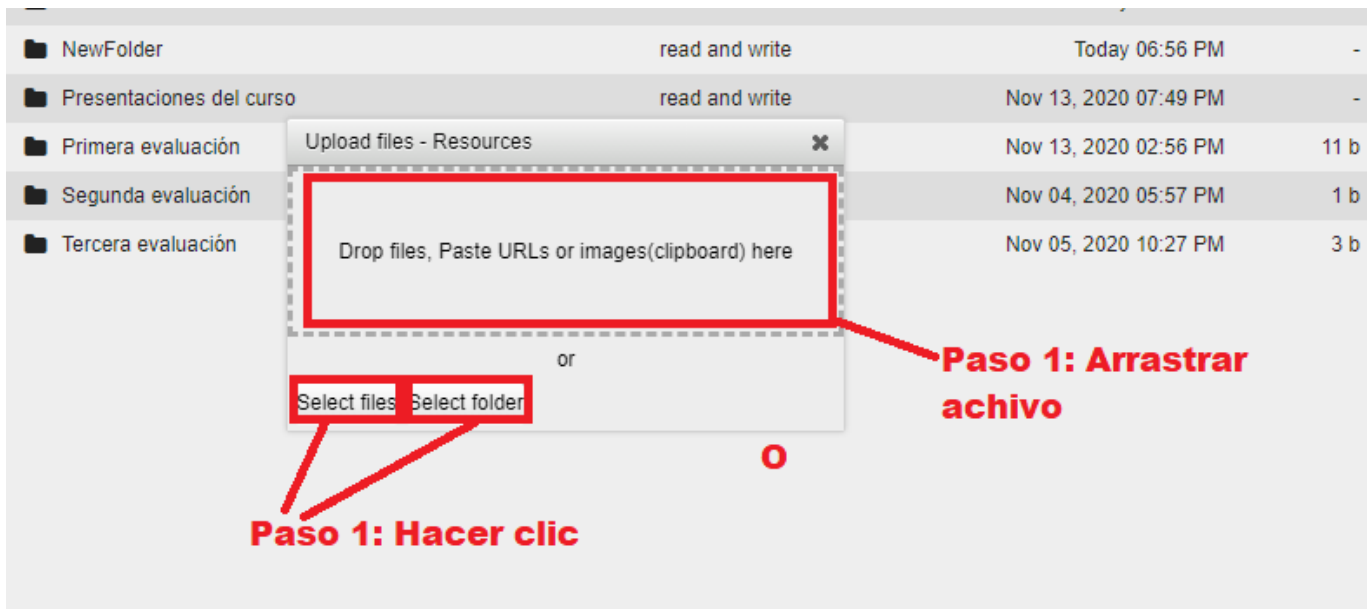 NewFolder read and write Today 06:56 PM -
Presentaciones del curso read and write Nov 13, 2020 07:49 PM -
Primera evaluación Nov 13, 2020 02:56 PM 11 b
Segunda evaluación Nov 04, 2020 05:57 PM 1 b
Tercera evaluación Nov 05, 2020 10:27 PM 3 b
Upload files - Resources
Drop files, Paste URLs or images(clipboard) here
or
Select files Select folder
Paso 1: Arrastrar
achivo
O
Paso 1: Hacer clic